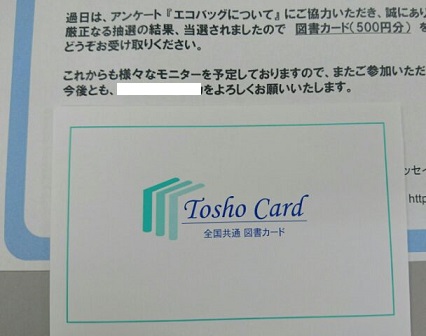 過日は、アンケート『エコバッグについて』にご協力いただき、誠にあり
厳正なる抽選の結果、当選されましたので 図書カード(500円分) を
どうぞお受け取りください。
これからも様々なモニターを予定しておりますので、またご参加いただ
今後とも、をよろしくお願いいたします。
ッセイ
http
Tosho Card
全国共通 図書カード